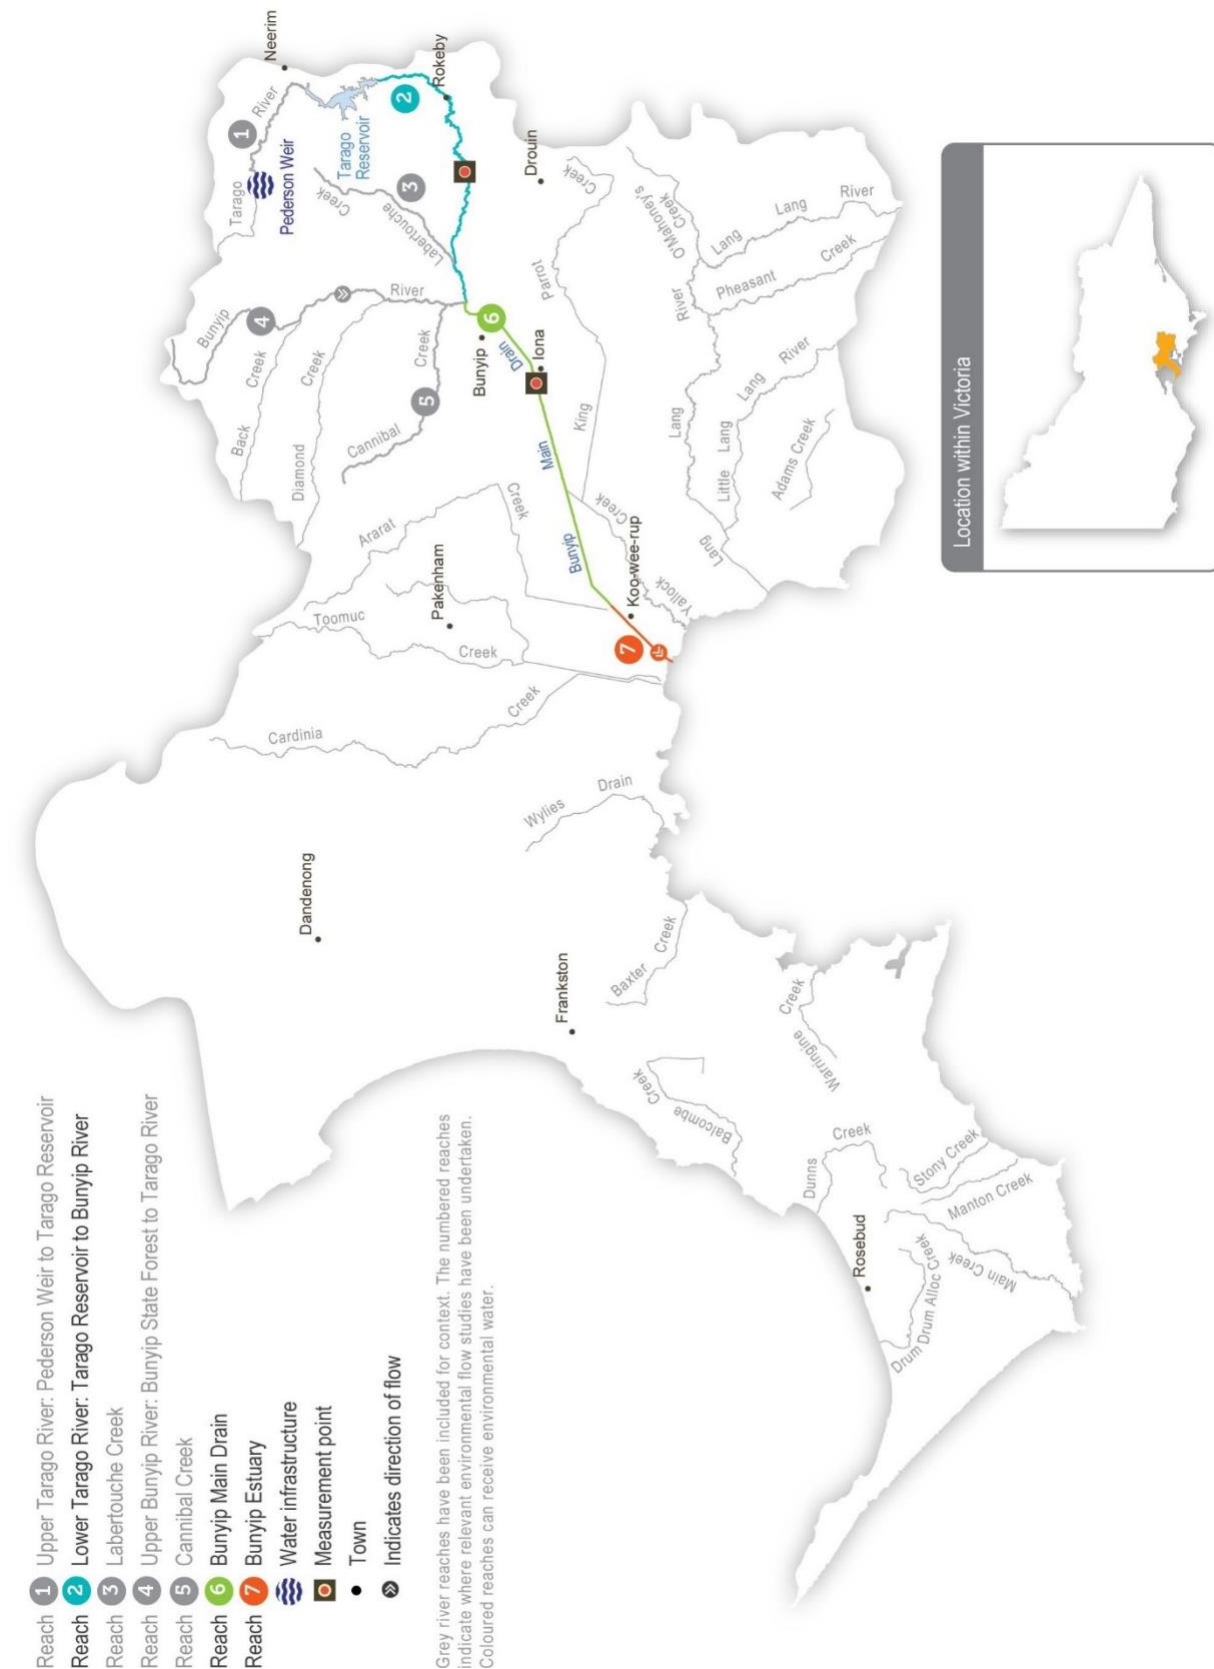 Reach 1 Upper Tarago River: Pederson Weir to Tarago Reservoir
Reach 2 Lower Tarago River: Tarago Reservoir to Bunyip River
Reach 3 Labertouche Creek
Reach 4 Upper Bunyip River: Bunyip State Forest to Tarago River
Reach 5 Cannibal Creek
Reach 6 Bunyip Main Drain
Reach 7 Bunyip Estuary
Water infrastructure
Measurement point
Town
Indicates direction of flow
Grey river reaches have been included for context. The numbered reaches
indicate where relevant environmental flow studies have been undertaken.
Coloured reaches can receive environmental water.
Neerim
Tarago River
1
Pederson Weir
Tarago
Reservoir
2
Rokeby
Labertouche Creek
3
Drouin
Bunyip River
4
Back Creek
Diamond Creek
Cannibal Creek
5
Bunyip
6
Iona
Bunyip Main Drain
King Parrot Creek
O'Mahoney's Creek
Lang Lang River
Pheasant Creek
Lang Lang River
Little Lang Lang River
Adams Creek
Yallock Creek
Koo-wee-rup
7
Ararat Creek
Pakenham
Toomuc Creek
Cardinia Creek
Wylies Drain
Dandenong
Frankston
Baxter Creek
Balcombe Creek
Warringine Creek
Dunns Creek
Stony Creek
Manton Creek
Main Creek
Drum Drum Alloc Creek
Rosebud
Location within Victoria